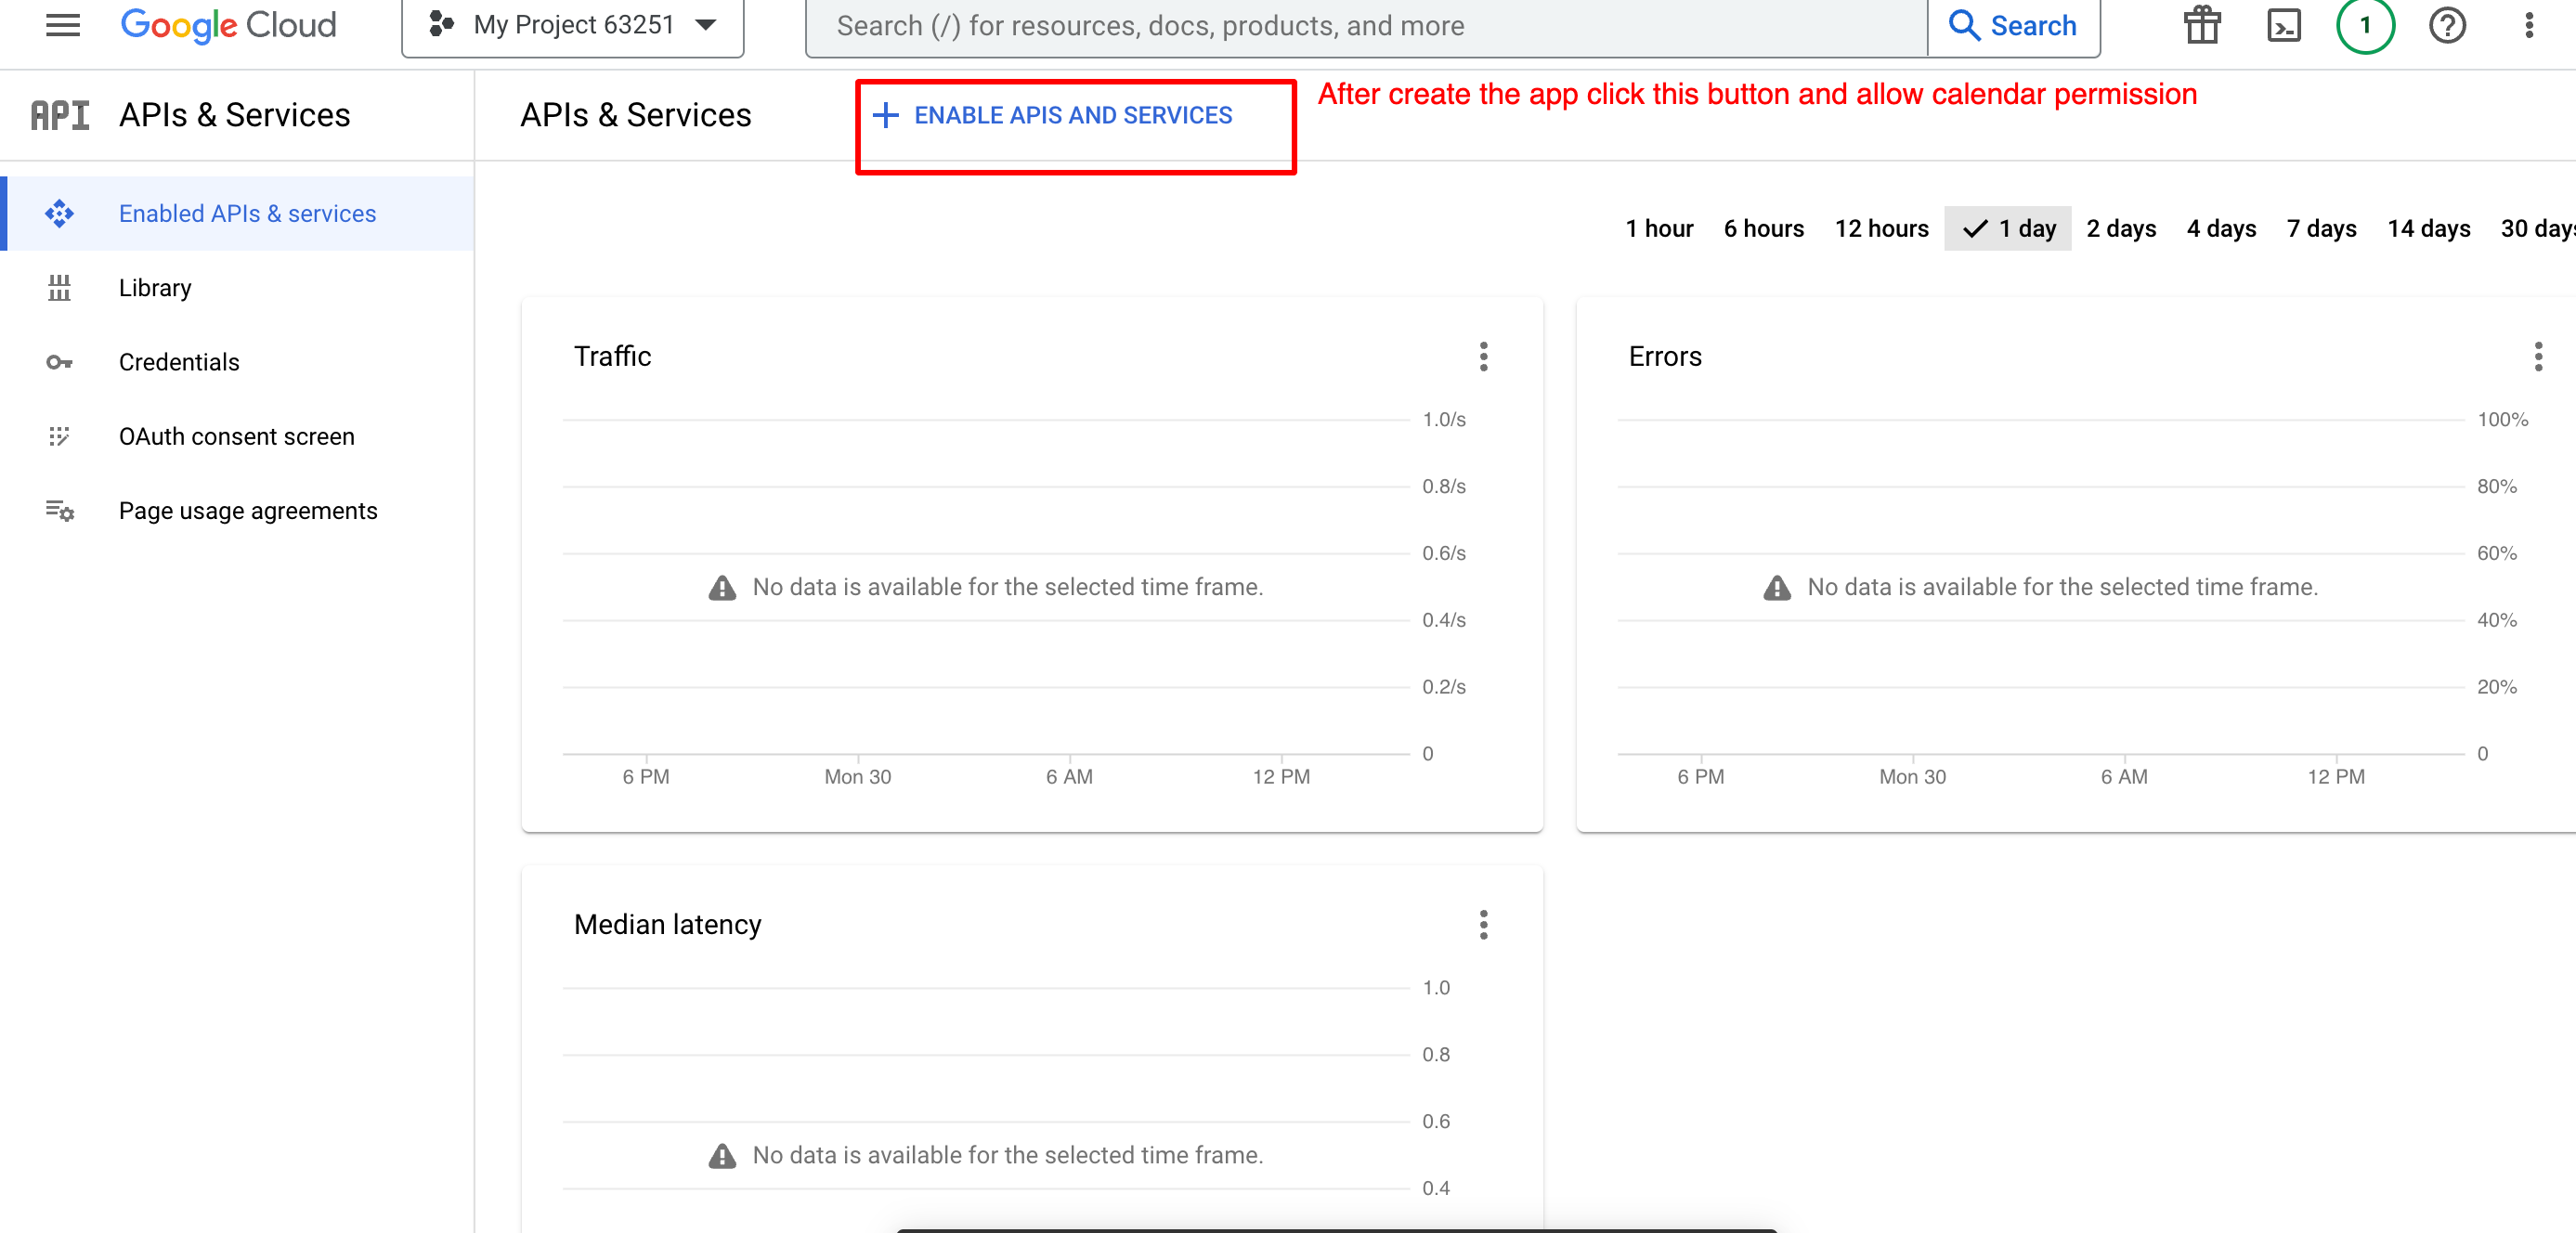 Google Cloud
My Project 63251
Search (/) for resources, docs, products, and more
Search
1
API
APIs & Services
APIs & Services
ENABLE APIS AND SERVICES
After create the app click this button and allow calendar permission
Enabled APIs & services
Library
Credentials
OAuth consent screen
Page usage agreements
1 hour 6 hours 12 hours 1 day 2 days 4 days 7 days 14 days 30 days
Traffic
1.0/s
0.8/s
0.6/s
No data is available for the selected time frame.
0.4/s
0.2/s
0
6 PM Mon 30 6 AM 12 PM
Errors
100%
80%
60%
No data is available for the selected time frame.
40%
20%
0
6 PM Mon 30 6 AM 12 PM
Median latency
1.0
0.8
0.6
No data is available for the selected time frame.
0.4